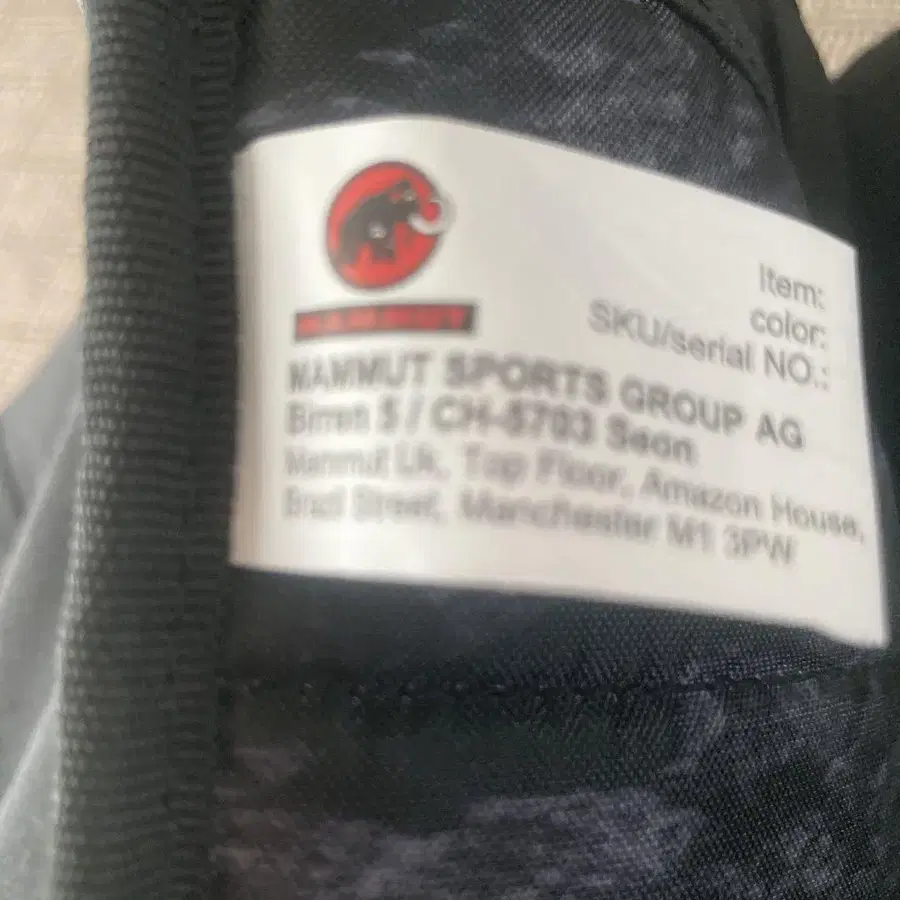 MAMMUT
Item:
color:
SKU/serial NO.:
MAMMUT SPORTS GROUP AG
Birren 5 / CH-5703 Seon
Mammut Uk, Top Floor, Amazon House,
Street, Manchester M1 3PW